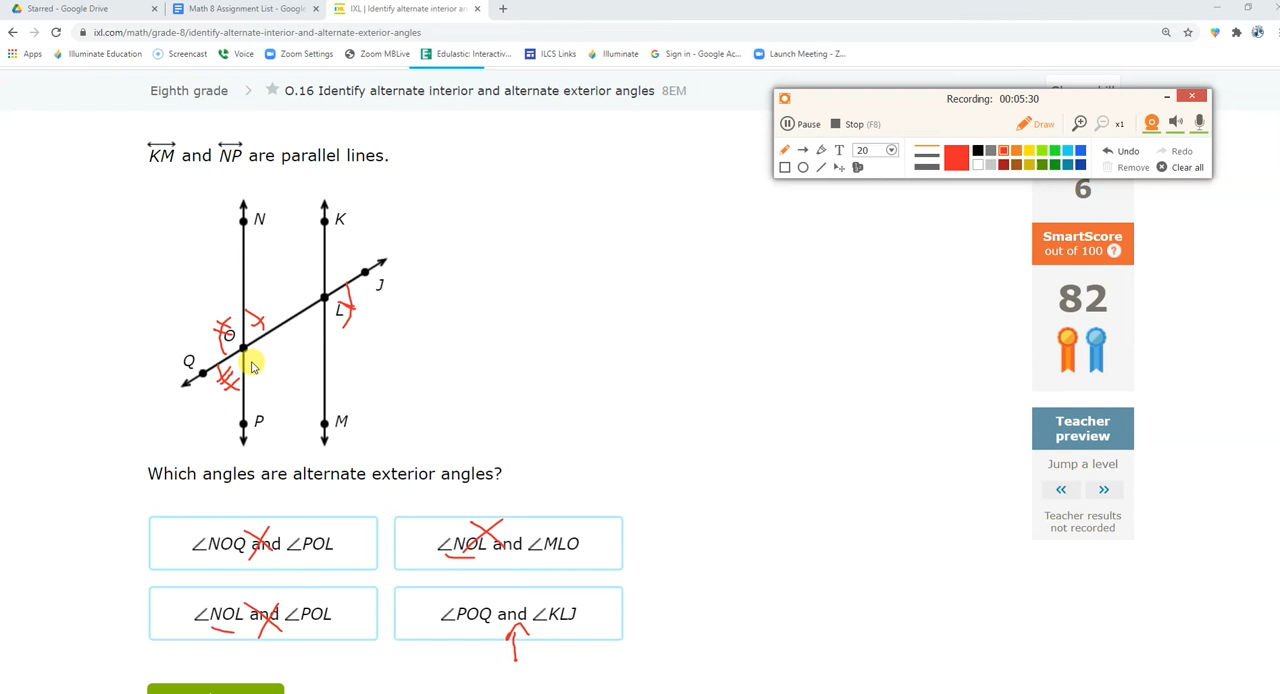 Starred - Google Drive
Math 8 Assignment List - Google
IXL | Identify alternate interior an
ixl.com/math/grade-8/identify-alternate-interior-and-alternate-exterior-angles
Apps
Illuminate Education
Screencast
Voice
Zoom Settings
Zoom MBLive
Edulastic: Interactiv...
ILCS Links
Illuminate
Sign in - Google Ac...
Launch Meeting - Z...
Eighth grade > O.16 Identify alternate interior and alternate exterior angles 8EM
Recording: 00:05:30
Pause Stop (F8) Draw x1
T 20 Undo Redo
Remove Clear all
KM and NP are parallel lines.
6
N K
J
L
O
Q
P M
SmartScore
out of 100 ?
82
Teacher
preview
Jump a level
Teacher results
not recorded
Which angles are alternate exterior angles?
∠NOQ and ∠POL
∠NOL and ∠MLO
∠NOL and ∠POL
∠POQ and ∠KLJ